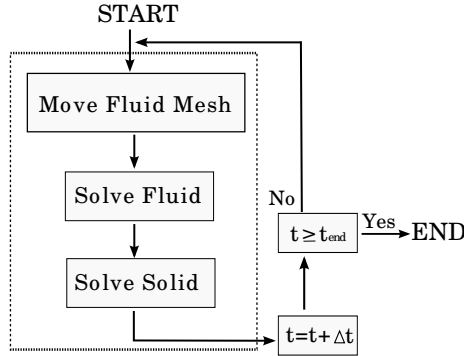 START
Move Fluid Mesh
Solve Fluid
Solve Solid
t=t+Δt
t≥tend
No
Yes
END